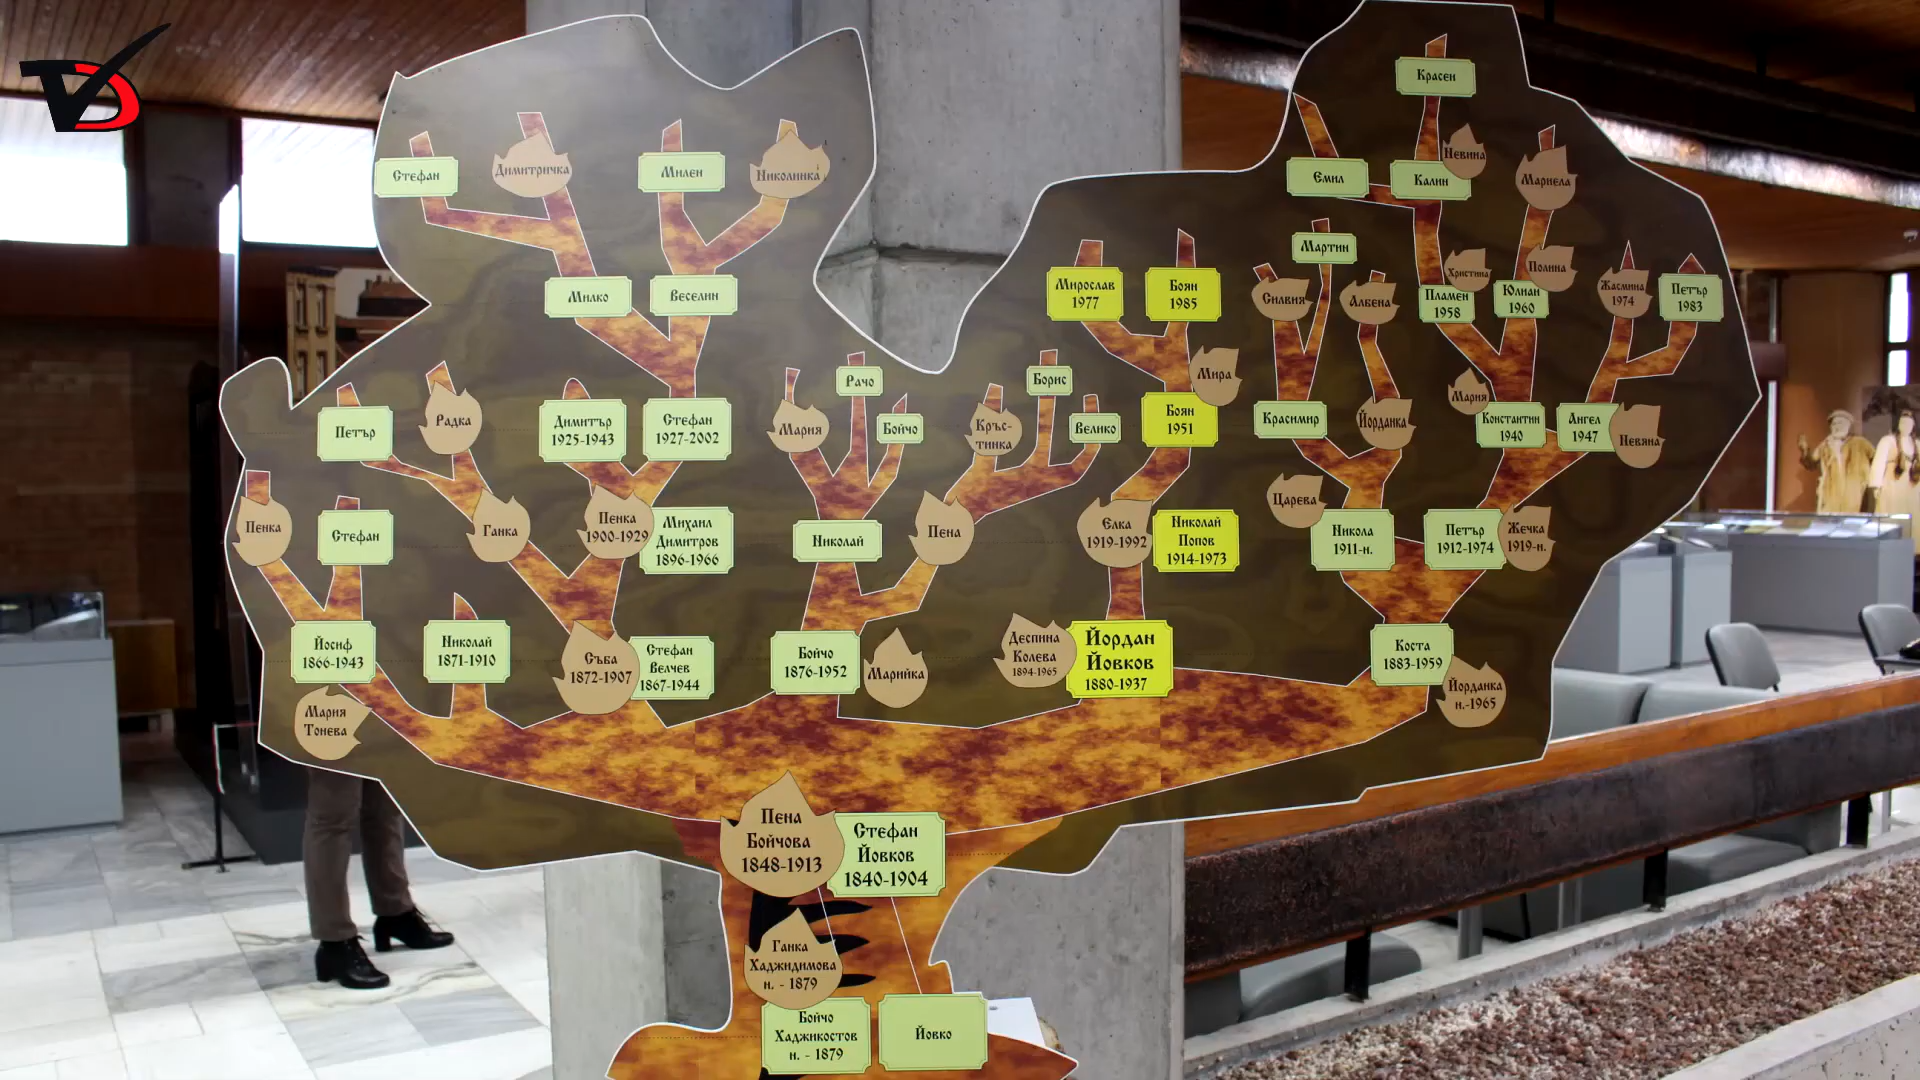 Красен
Невина
Емил
Калин
Мариела
Стефан
Димитричка
Милен
Николинка
Мартин
Христина
Полина
Милко
Веселин
Мирослав
1977
Боян
1985
Силвия
Албена
Пламен
1958
Юлиан
1960
Жасмина
1974
Петър
1983
Рачо
Борис
Мира
Мария
Петър
Радка
Димитър
1925-1943
Стефан
1927-2002
Мария
Бойчо
Кръс-
тинка
Велико
Боян
1951
Красимир
Йорданка
Константин
1940
Ангел
1947
Невяна
Царева
Пенка
Стефан
Ганка
Пенка
1900-1929
Михаил
Димитров
1896-1966
Николай
Пена
Елка
1919-1992
Николай
Попов
1914-1973
Никола
1911-н.
Петър
1912-1974
Жечка
1919-н.
Йосиф
1866-1943
Николай
1871-1910
Съба
1872-1907
Стефан
Велчев
1867-1944
Бойчо
1876-1952
Марийка
Деспина
Колева
1894-1965
Йордан
Йовков
1880-1937
Коста
1883-1959
Йорданка
н.-1965
Мария
Тонева
Пена
Бойчова
1848-1913
Стефан
Йовков
1840-1904
Ганка
Хаджидимова
н. - 1879
Бойчо
Хаджикостов
н. - 1879
Йовко